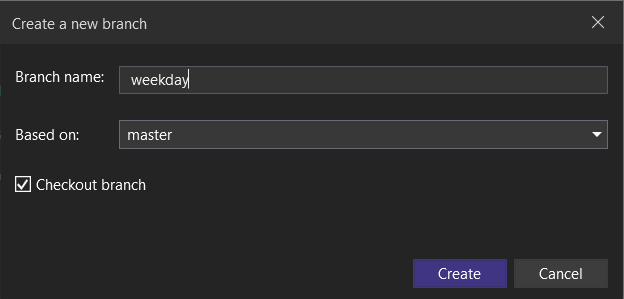 Create a new branch
Branch name: weekday
Based on: master
Checkout branch
Create Cancel